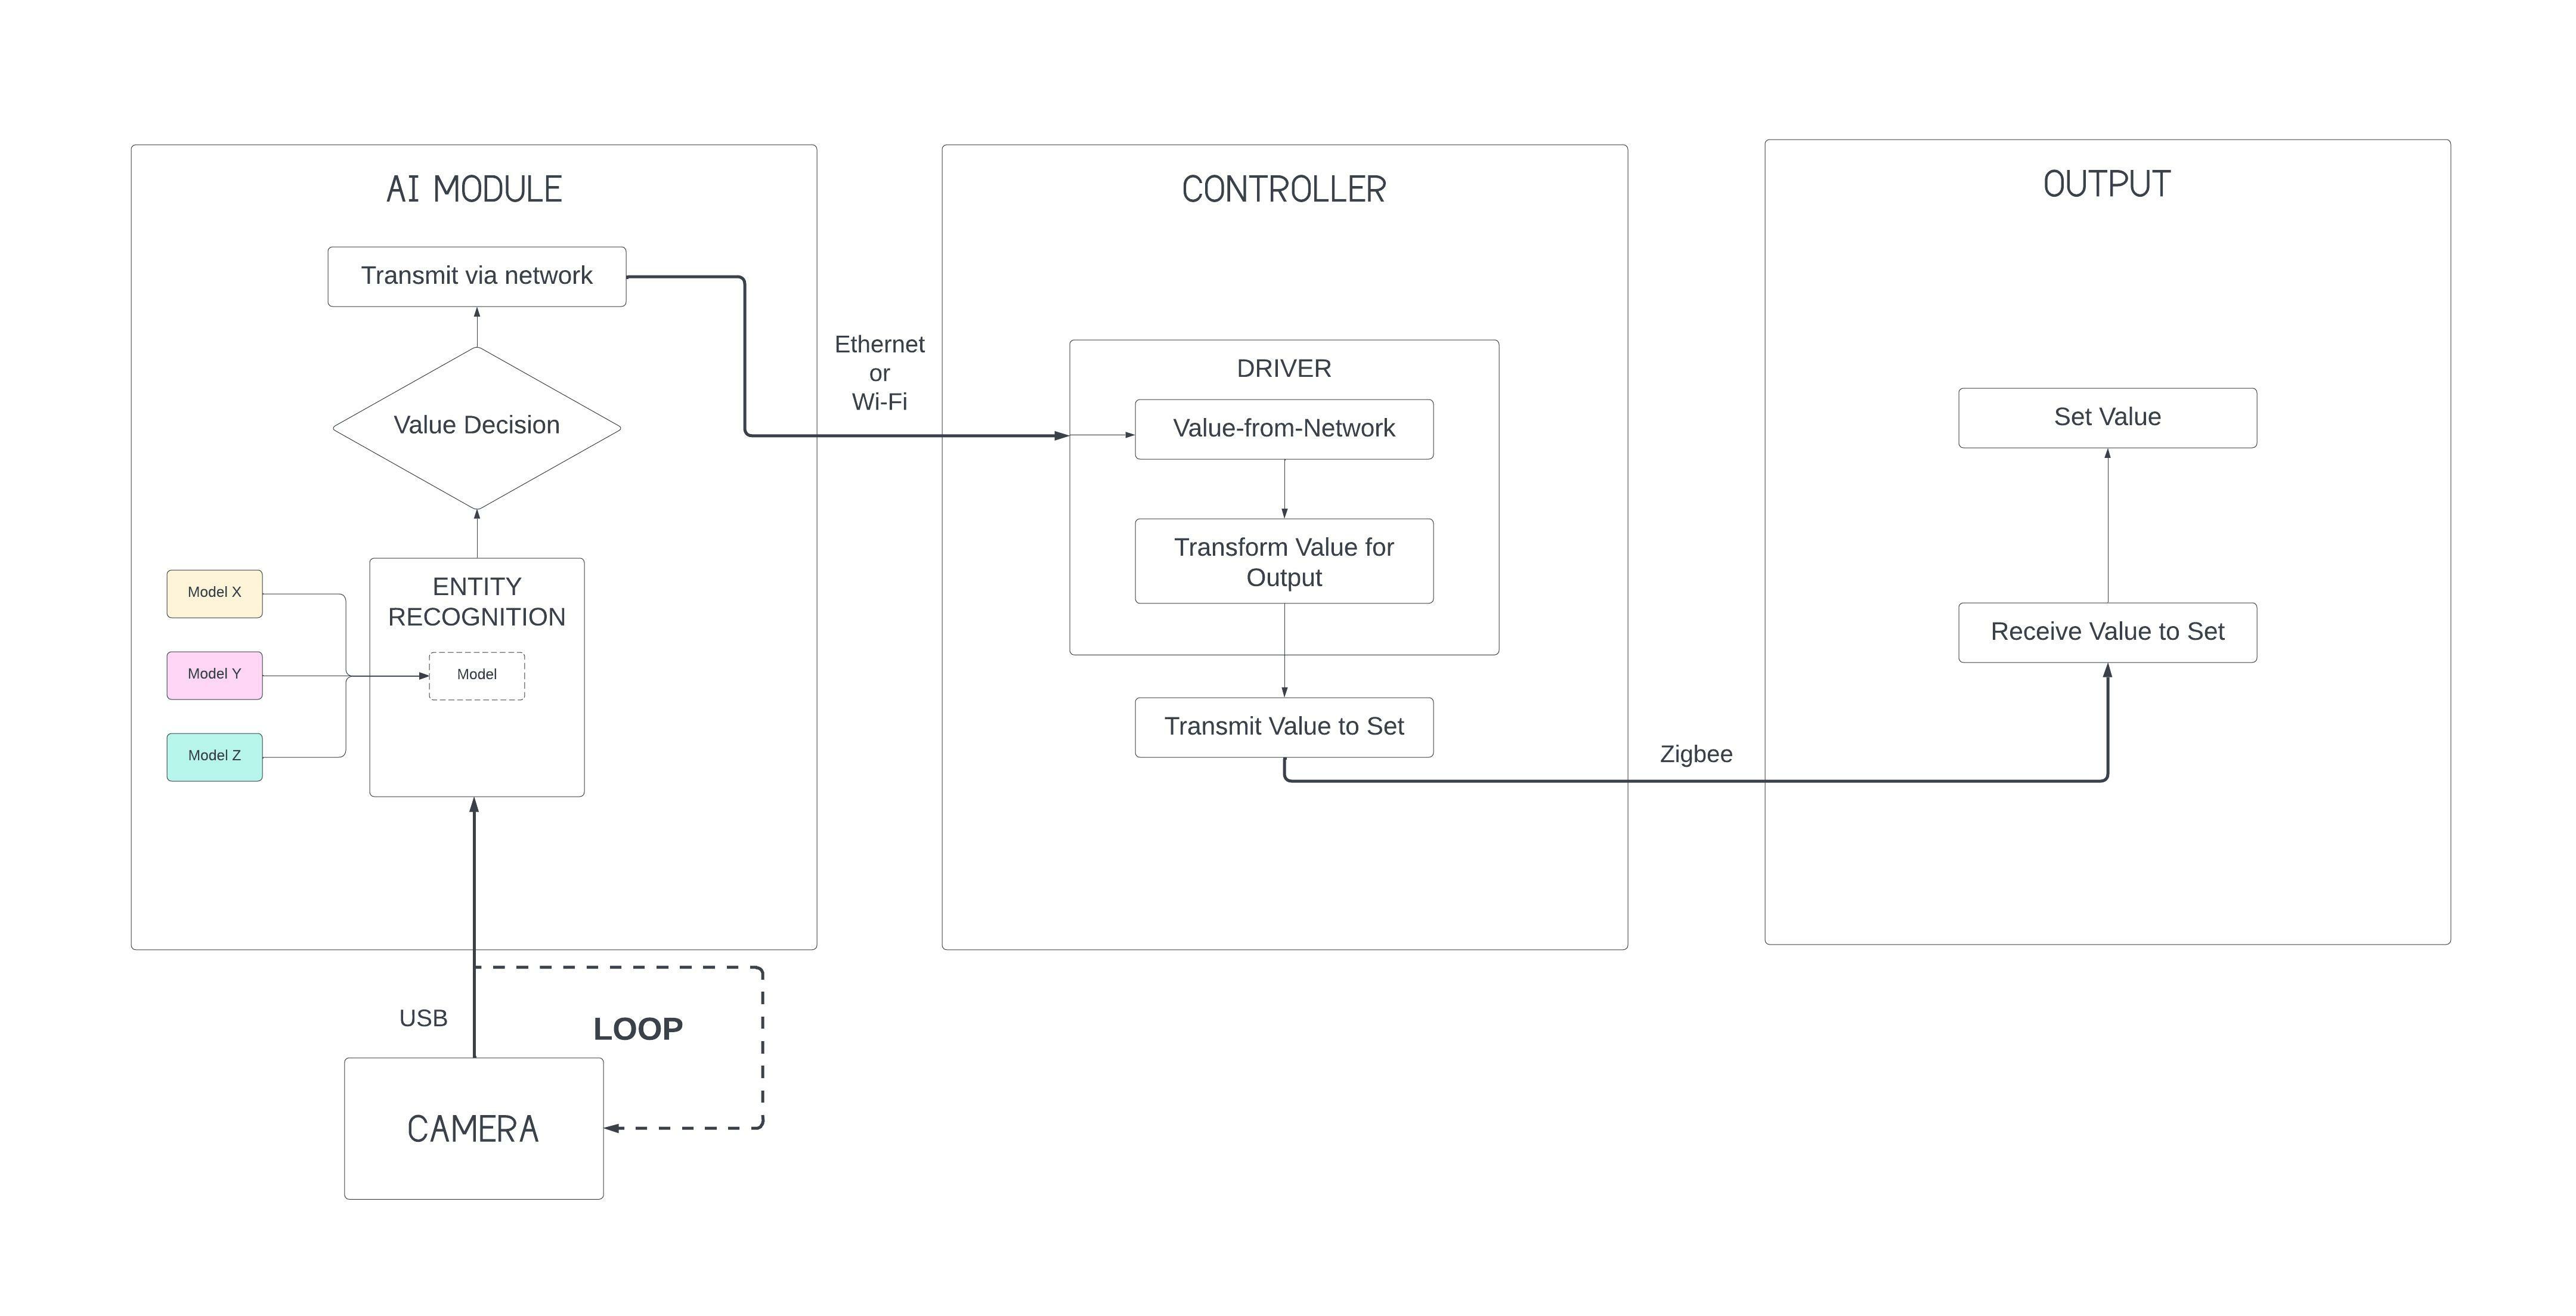 AI MODULE
Transmit via network
Value Decision
ENTITY
RECOGNITION
Model X
Model Y
Model Z
Model
USB
LOOP
CAMERA
Ethernet
or
Wi-Fi
CONTROLLER
DRIVER
Value-from-Network
Transform Value for
Output
Transmit Value to Set
Zigbee
OUTPUT
Set Value
Receive Value to Set